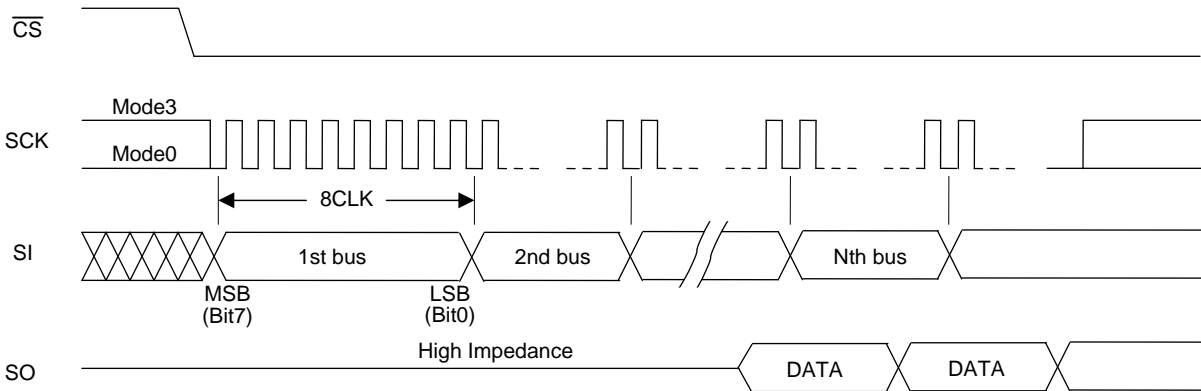 CS
Mode3
SCK
Mode0
8CLK
SI
1st bus
2nd bus
Nth bus
MSB
(Bit7)
LSB
(Bit0)
High Impedance
SO
DATA
DATA